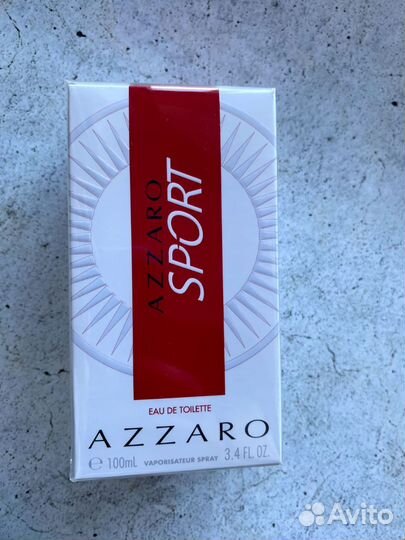 AZZARO
SPORT
EAU DE TOILETTE
AZZARO
e 100mL VAPORISATEUR SPRAY 3.4 FL. OZ.
Avito